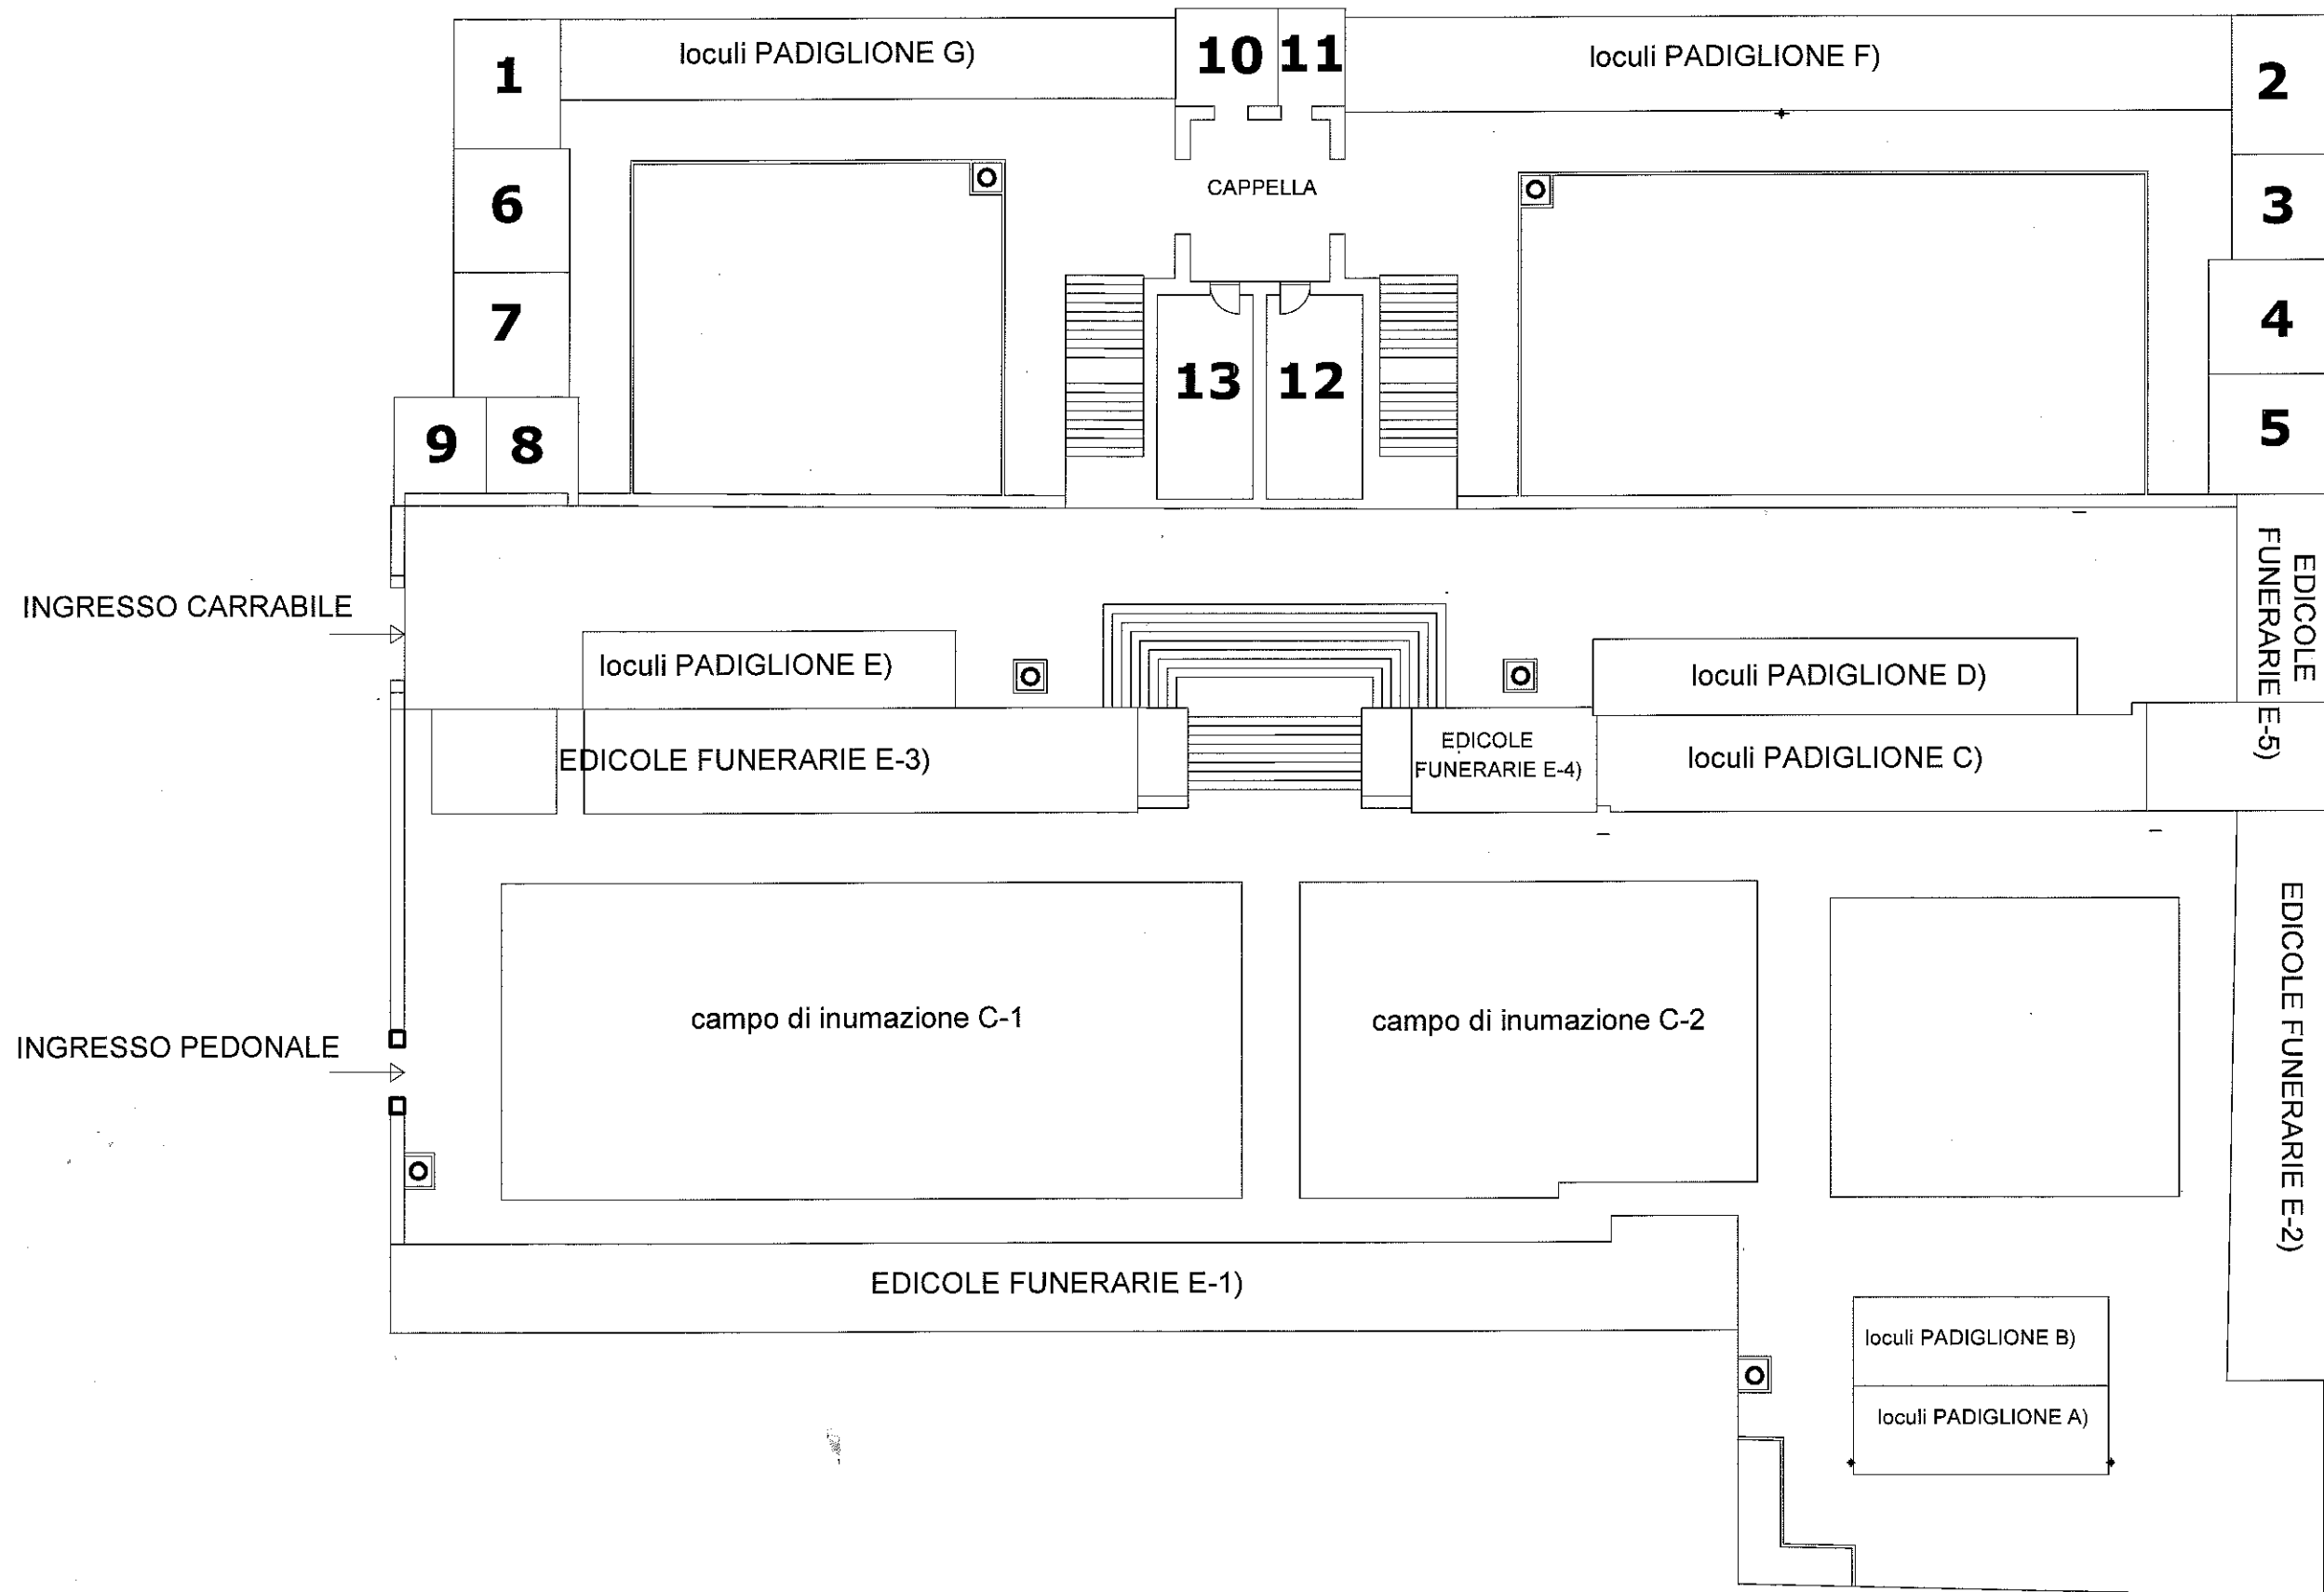 loculi PADIGLIONE G)
10
11
loculi PADIGLIONE F)
1
2
6
CAPPELLA
3
7
13
12
4
9
8
5
INGRESSO CARRABILE
EDICOLE
FUNERARIE E-5)
loculi PADIGLIONE E)
loculi PADIGLIONE D)
EDICOLE FUNERARIE E-3)
EDICOLE
FUNERARIE E-4)
loculi PADIGLIONE C)
campo di inumazione C-1
campo di inumazione C-2
EDICOLE FUNERARIE E-2)
INGRESSO PEDONALE
EDICOLE FUNERARIE E-1)
loculi PADIGLIONE B)
loculi PADIGLIONE A)